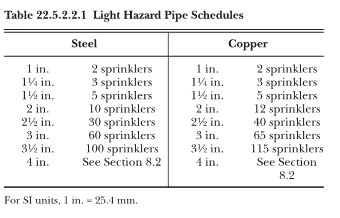 Table 22.5.2.2.1 Light Hazard Pipe Schedules
Steel Copper
1 in. 2 sprinklers 1 in. 2 sprinklers
1¼ in. 3 sprinklers 1¼ in. 3 sprinklers
1½ in. 5 sprinklers 1½ in. 5 sprinklers
2 in. 10 sprinklers 2 in. 12 sprinklers
2½ in. 30 sprinklers 2½ in. 40 sprinklers
3 in. 60 sprinklers 3 in. 65 sprinklers
3½ in. 100 sprinklers 3½ in. 115 sprinklers
4 in. See Section 8.2 4 in. See Section
8.2
For SI units, 1 in. = 25.4 mm.